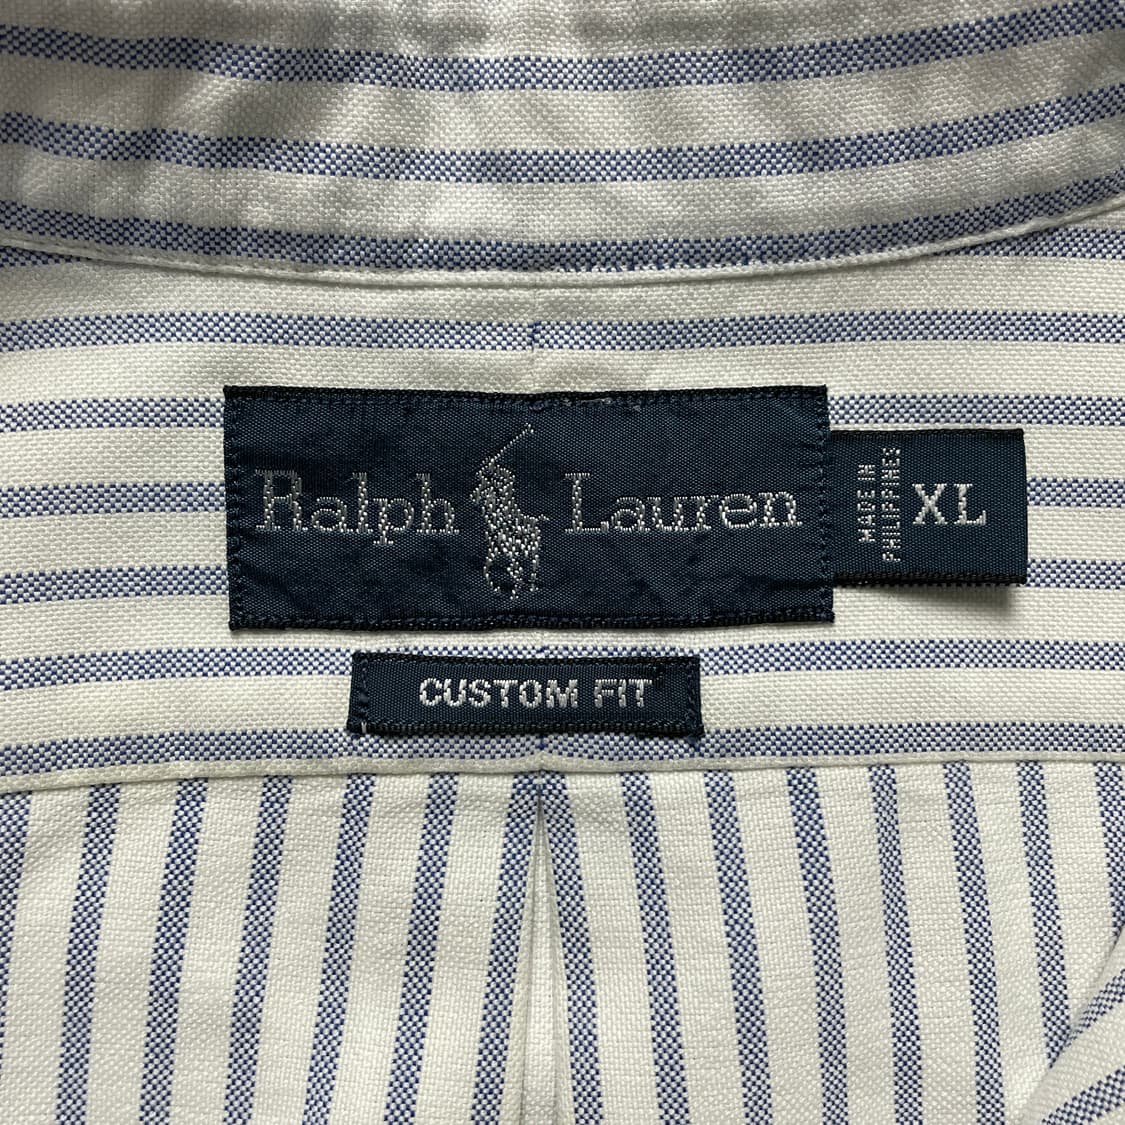 Ralph Lauren
MADE IN
PHILIPPINES
XL
CUSTOM FIT